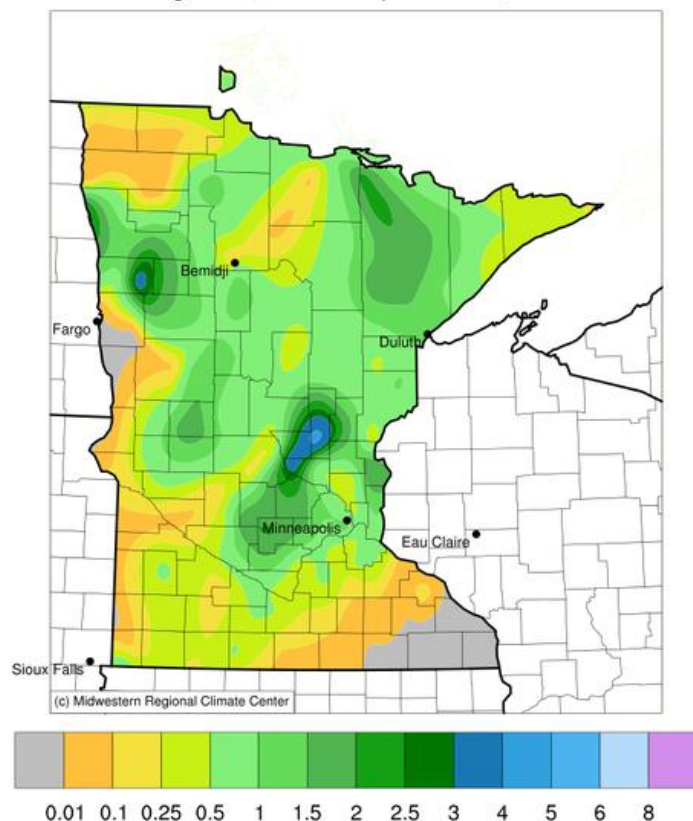 Bemidji
Fargo
Duluth
Minneapolis
Eau Claire
Sioux Falls
(c) Midwestern Regional Climate Center
0.01 0.1 0.25 0.5 1 1.5 2 2.5 3 4 5 6 8